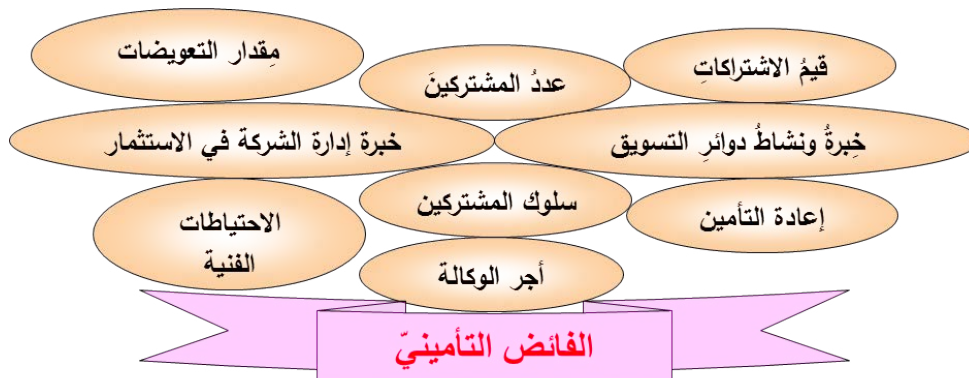 قيمُ الاشتراكاتِ
عددُ المشتركينَ
مِقدار التعويضات
خِبرةُ ونشاطُ دوائرِ التسويق
خبرة إدارة الشركة في الاستثمار
إعادة التأمين
سلوك المشتركين
الاحتياطات
الفنية
أجر الوكالة
الفائض التأمينيّ